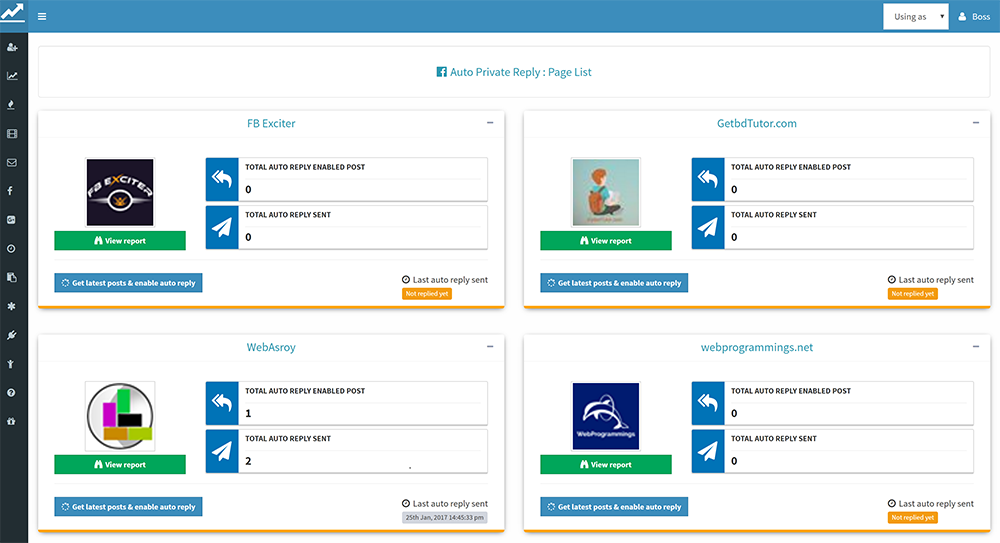 Using as
Boss
Auto Private Reply : Page List
FB Exciter
FB EXCITER
TOTAL AUTO REPLY ENABLED POST
0
TOTAL AUTO REPLY SENT
0
View report
Get latest posts & enable auto reply
Last auto reply sent
Not replied yet
GetbdTutor.com
TOTAL AUTO REPLY ENABLED POST
0
TOTAL AUTO REPLY SENT
0
View report
Get latest posts & enable auto reply
Last auto reply sent
Not replied yet
WebAsroy
TOTAL AUTO REPLY ENABLED POST
1
TOTAL AUTO REPLY SENT
2
View report
Get latest posts & enable auto reply
Last auto reply sent
25th Jan, 2017 14:45:33 pm
webprogrammings.net
WebProgrammings
TOTAL AUTO REPLY ENABLED POST
0
TOTAL AUTO REPLY SENT
0
View report
Get latest posts & enable auto reply
Last auto reply sent
Not replied yet